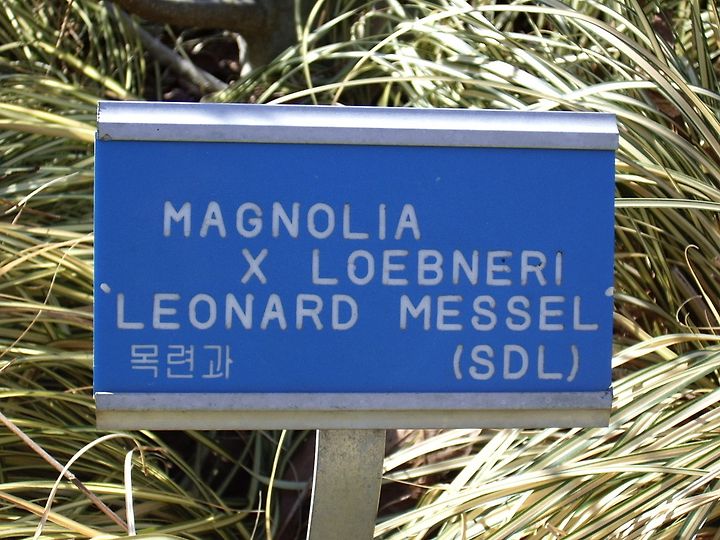 MAGNOLIA
X LOEBNERI
'LEONARD MESSEL'
목련과 (SDL)